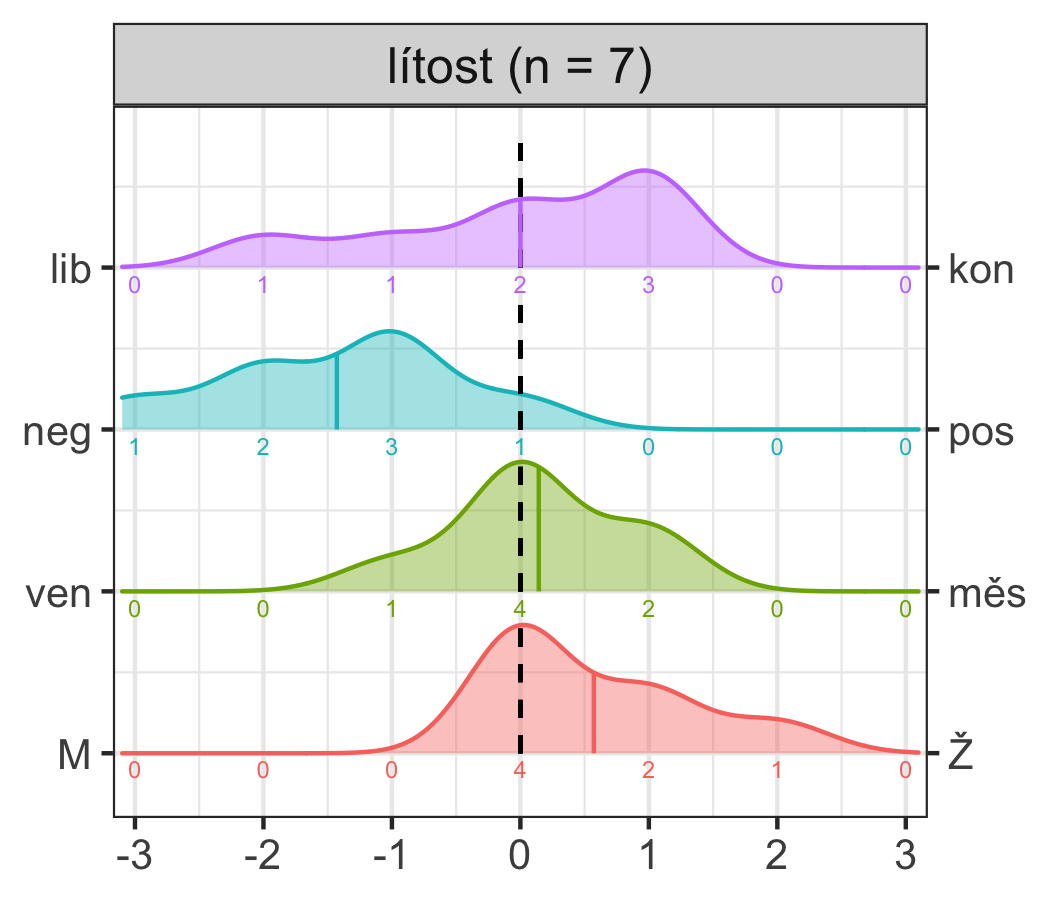 lítost (n = 7)
lib kon
0 1 1 2 3 0 0
neg pos
1 2 3 1 0 0 0
ven měs
0 0 1 4 2 0 0
M Ž
0 0 0 4 2 1 0
-3 -2 -1 0 1 2 3